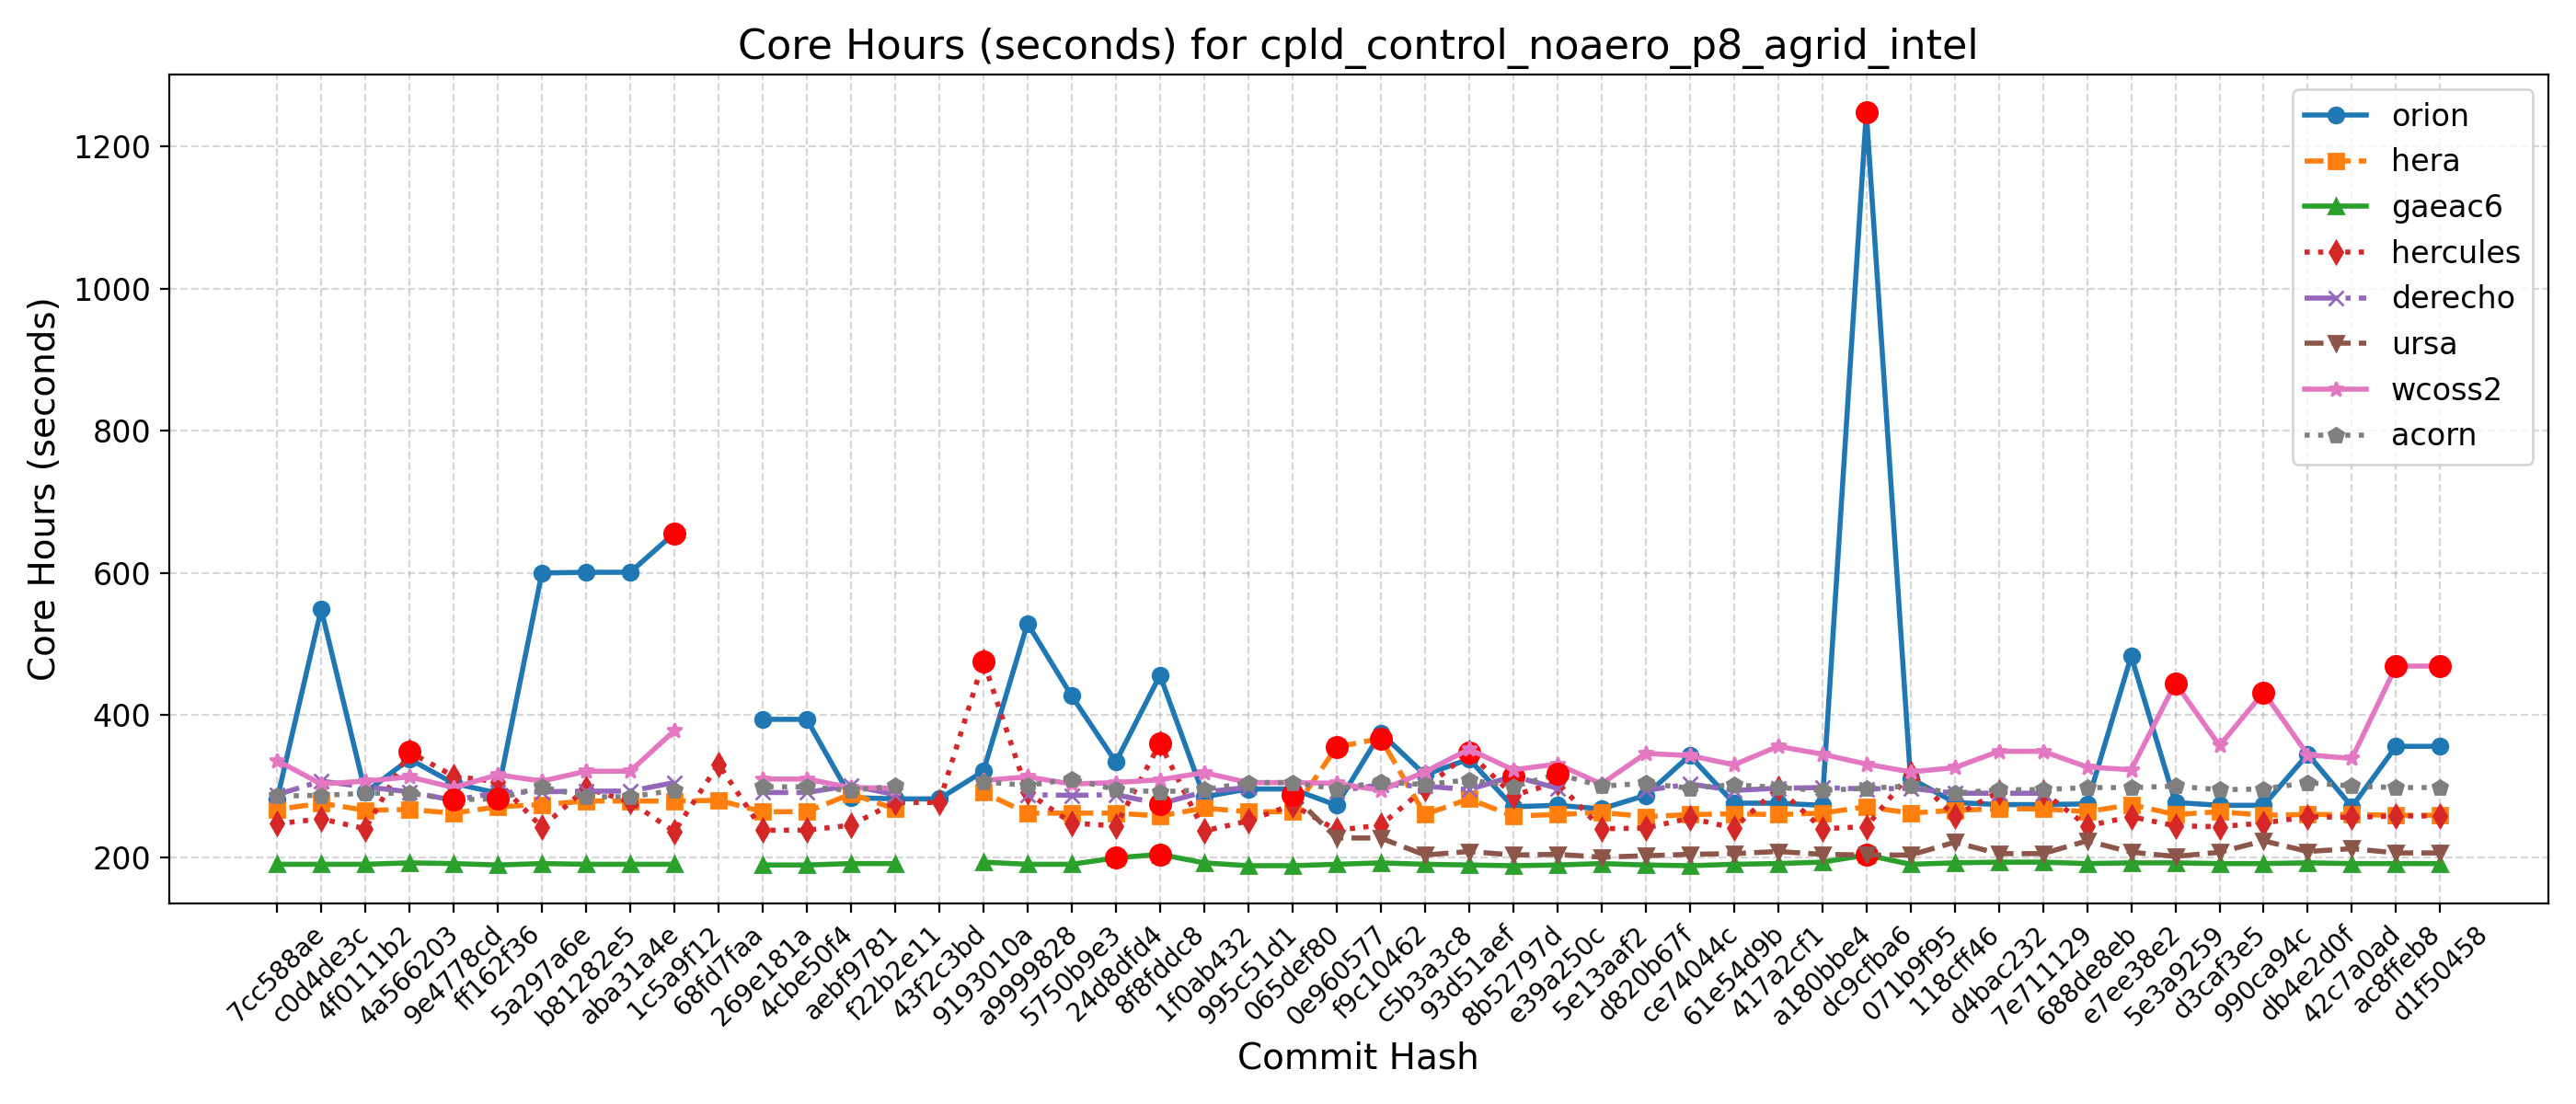 Core Hours (seconds) for cpld_control_noaero_p8_agrid_intel
Core Hours (seconds)
1200
1000
800
600
400
200
orion
hera
gaeac6
hercules
derecho
ursa
wcoss2
acorn
7cc588ae
c0d4de3c
4f0111b2
4a566203
9e4778cd
ff162f36
5a297a6e
b81282e5
aba31a4e
1c5a9f12
68fd7faa
269e181a
4cbe50f4
aebf9781
f22b2e11
43f2c3bd
9193010a
a9999828
5750b9e3
24d8dfd4
8f8fddc8
1f0ab432
995c51d1
065def80
0e960577
f9c10462
c5b3a3c8
93d51aef
8b52797d
e39a250c
5e13aaf2
d820b67f
ce74044c
61e54d9b
417a2cf1
a180bbe4
dc9cfba6
071b9f95
118cff46
d4bac232
7e711129
688de8eb
e7ee38e2
5e3a9259
d3caf3e5
990ca94c
db4e2d0f
42c7a0ad
ac8ffeb8
d1f50458
Commit Hash